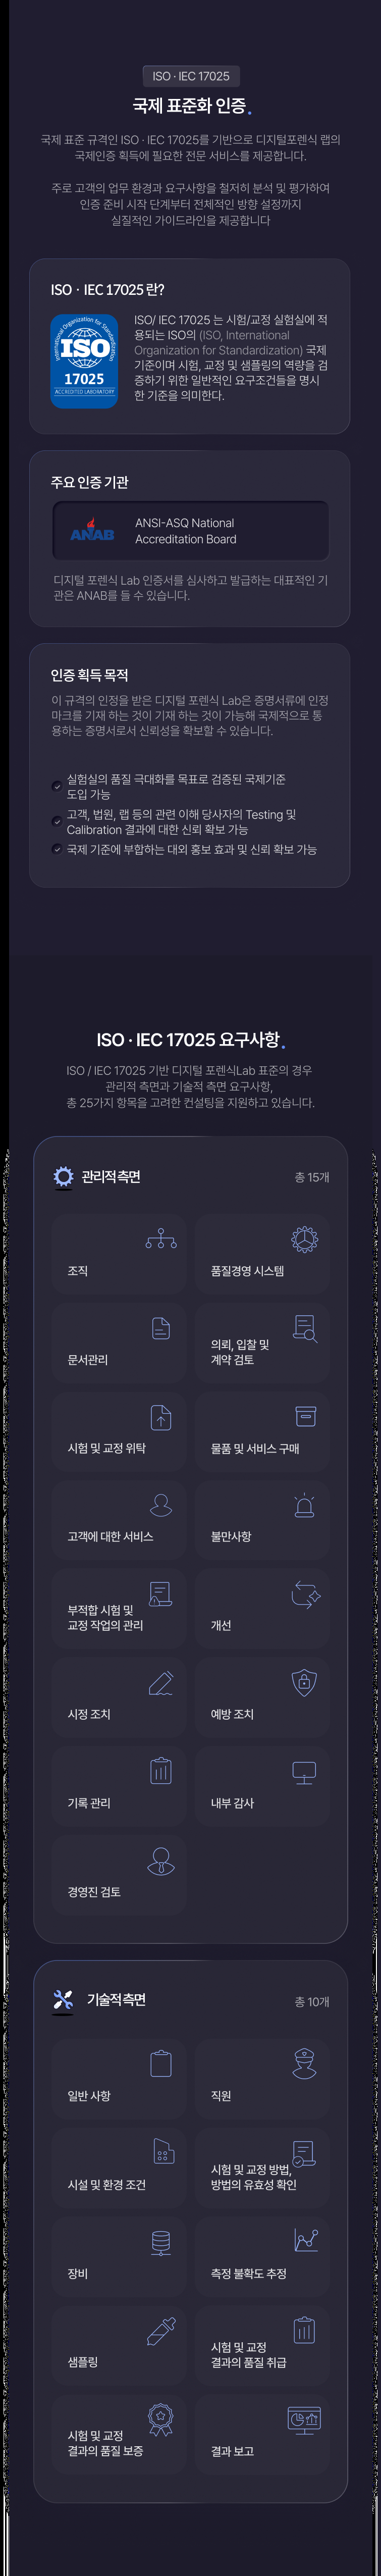 ISO · IEC 17025
국제 표준화 인증.
국제 표준 규격인 ISO · IEC 17025를 기반으로 디지털포렌식 랩의
국제인증 획득에 필요한 전문 서비스를 제공합니다.
주로 고객의 업무 환경과 요구사항을 철저히 분석 및 평가하여
인증 준비 시작 단계부터 전체적인 방향 설정까지
실질적인 가이드라인을 제공합니다
ISO · IEC 17025 란?
International Organization for Standardization
ISO
17025
ACCREDITED LABORATORY
ISO/ IEC 17025 는 시험/교정 실험실에 적
용되는 ISO의 (ISO, International
Organization for Standardization) 국제
기준이며 시험, 교정 및 샘플링의 역량을 검
증하기 위한 일반적인 요구조건들을 명시
한 기준을 의미한다.
주요 인증 기관
ANAB
ANSI-ASQ National
Accreditation Board
디지털 포렌식 Lab 인증서를 심사하고 발급하는 대표적인 기
관은 ANAB를 들 수 있습니다.
인증 획득 목적
이 규격의 인정을 받은 디지털 포렌식 Lab은 증명서류에 인정
마크를 기재 하는 것이 기재 하는 것이 가능해 국제적으로 통
용하는 증명서로서 신뢰성을 확보할 수 있습니다.
실험실의 품질 극대화를 목표로 검증된 국제기준
도입 가능
고객, 법원, 랩 등의 관련 이해 당사자의 Testing 및
Calibration 결과에 대한 신뢰 확보 가능
국제 기준에 부합하는 대외 홍보 효과 및 신뢰 확보 가능
ISO · IEC 17025 요구사항.
ISO / IEC 17025 기반 디지털 포렌식Lab 표준의 경우
관리적 측면과 기술적 측면 요구사항,
총 25가지 항목을 고려한 컨설팅을 지원하고 있습니다.
관리적 측면
총 15개
조직
품질경영 시스템
문서관리
의뢰, 입찰 및
계약 검토
시험 및 교정 위탁
물품 및 서비스 구매
고객에 대한 서비스
불만사항
부적합 시험 및
교정 작업의 관리
개선
시정 조치
예방 조치
기록 관리
내부 감사
경영진 검토
기술적 측면
총 10개
일반 사항
직원
시설 및 환경 조건
시험 및 교정 방법,
방법의 유효성 확인
장비
측정 불확도 추정
샘플링
시험 및 교정
결과의 품질 취급
시험 및 교정
결과의 품질 보증
결과 보고